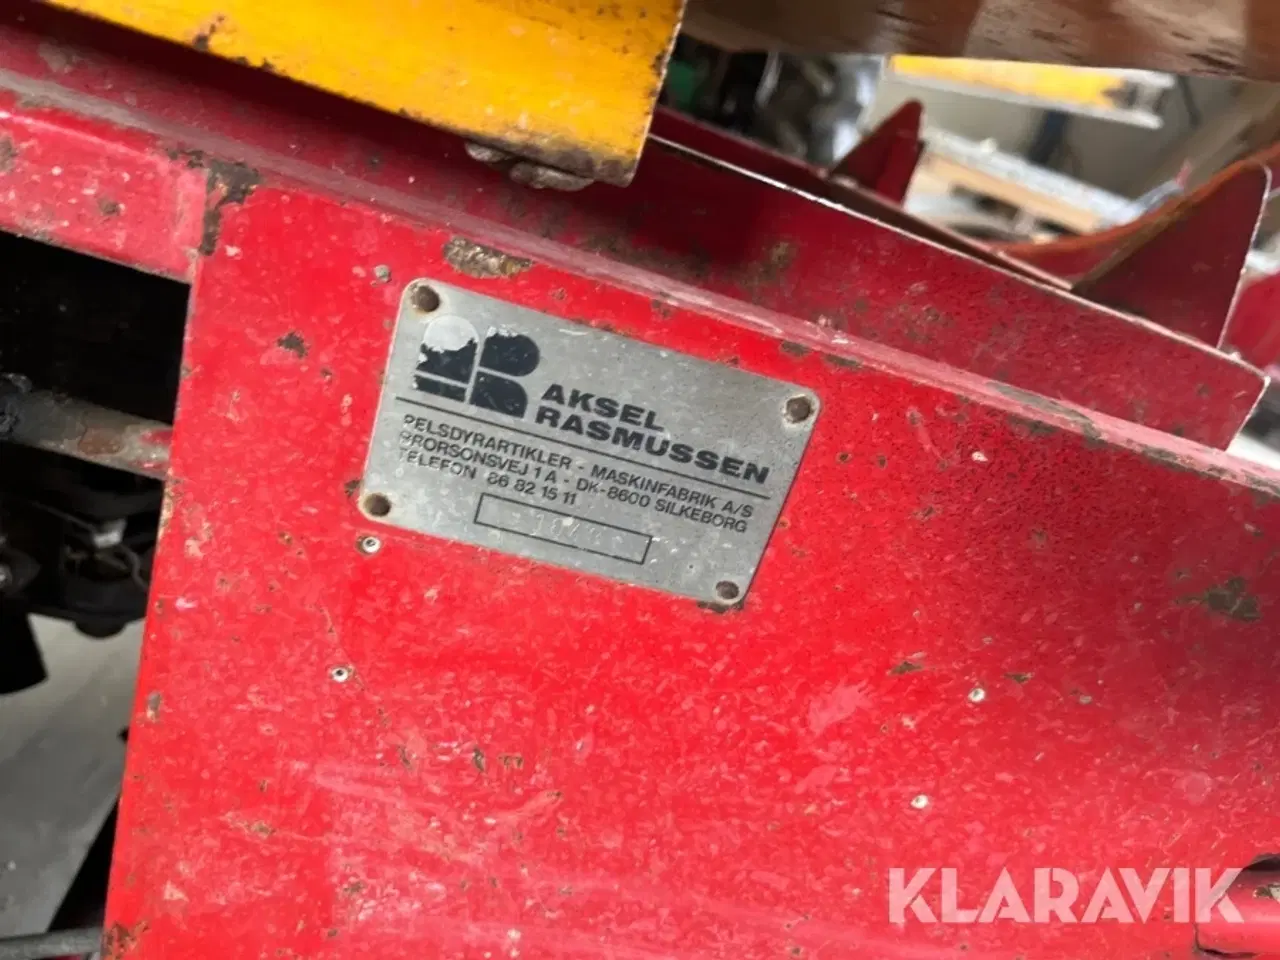 AKSEL
RASMUSSEN
PELSDYRARTIKLER - MASKINFABRIK A/S
BRORSONSVEJ 1 A - DK-8600 SILKEBORG
TELEFON 86 82 15 11
KLARAVIK